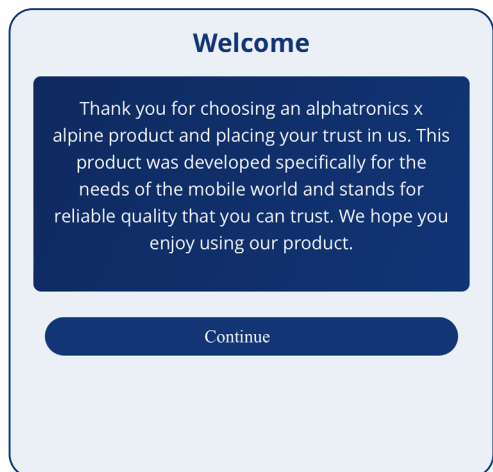 Welcome
Thank you for choosing an alphatronics x
alpine product and placing your trust in us. This
product was developed specifically for the
needs of the mobile world and stands for
reliable quality that you can trust. We hope you
enjoy using our product.
Continue